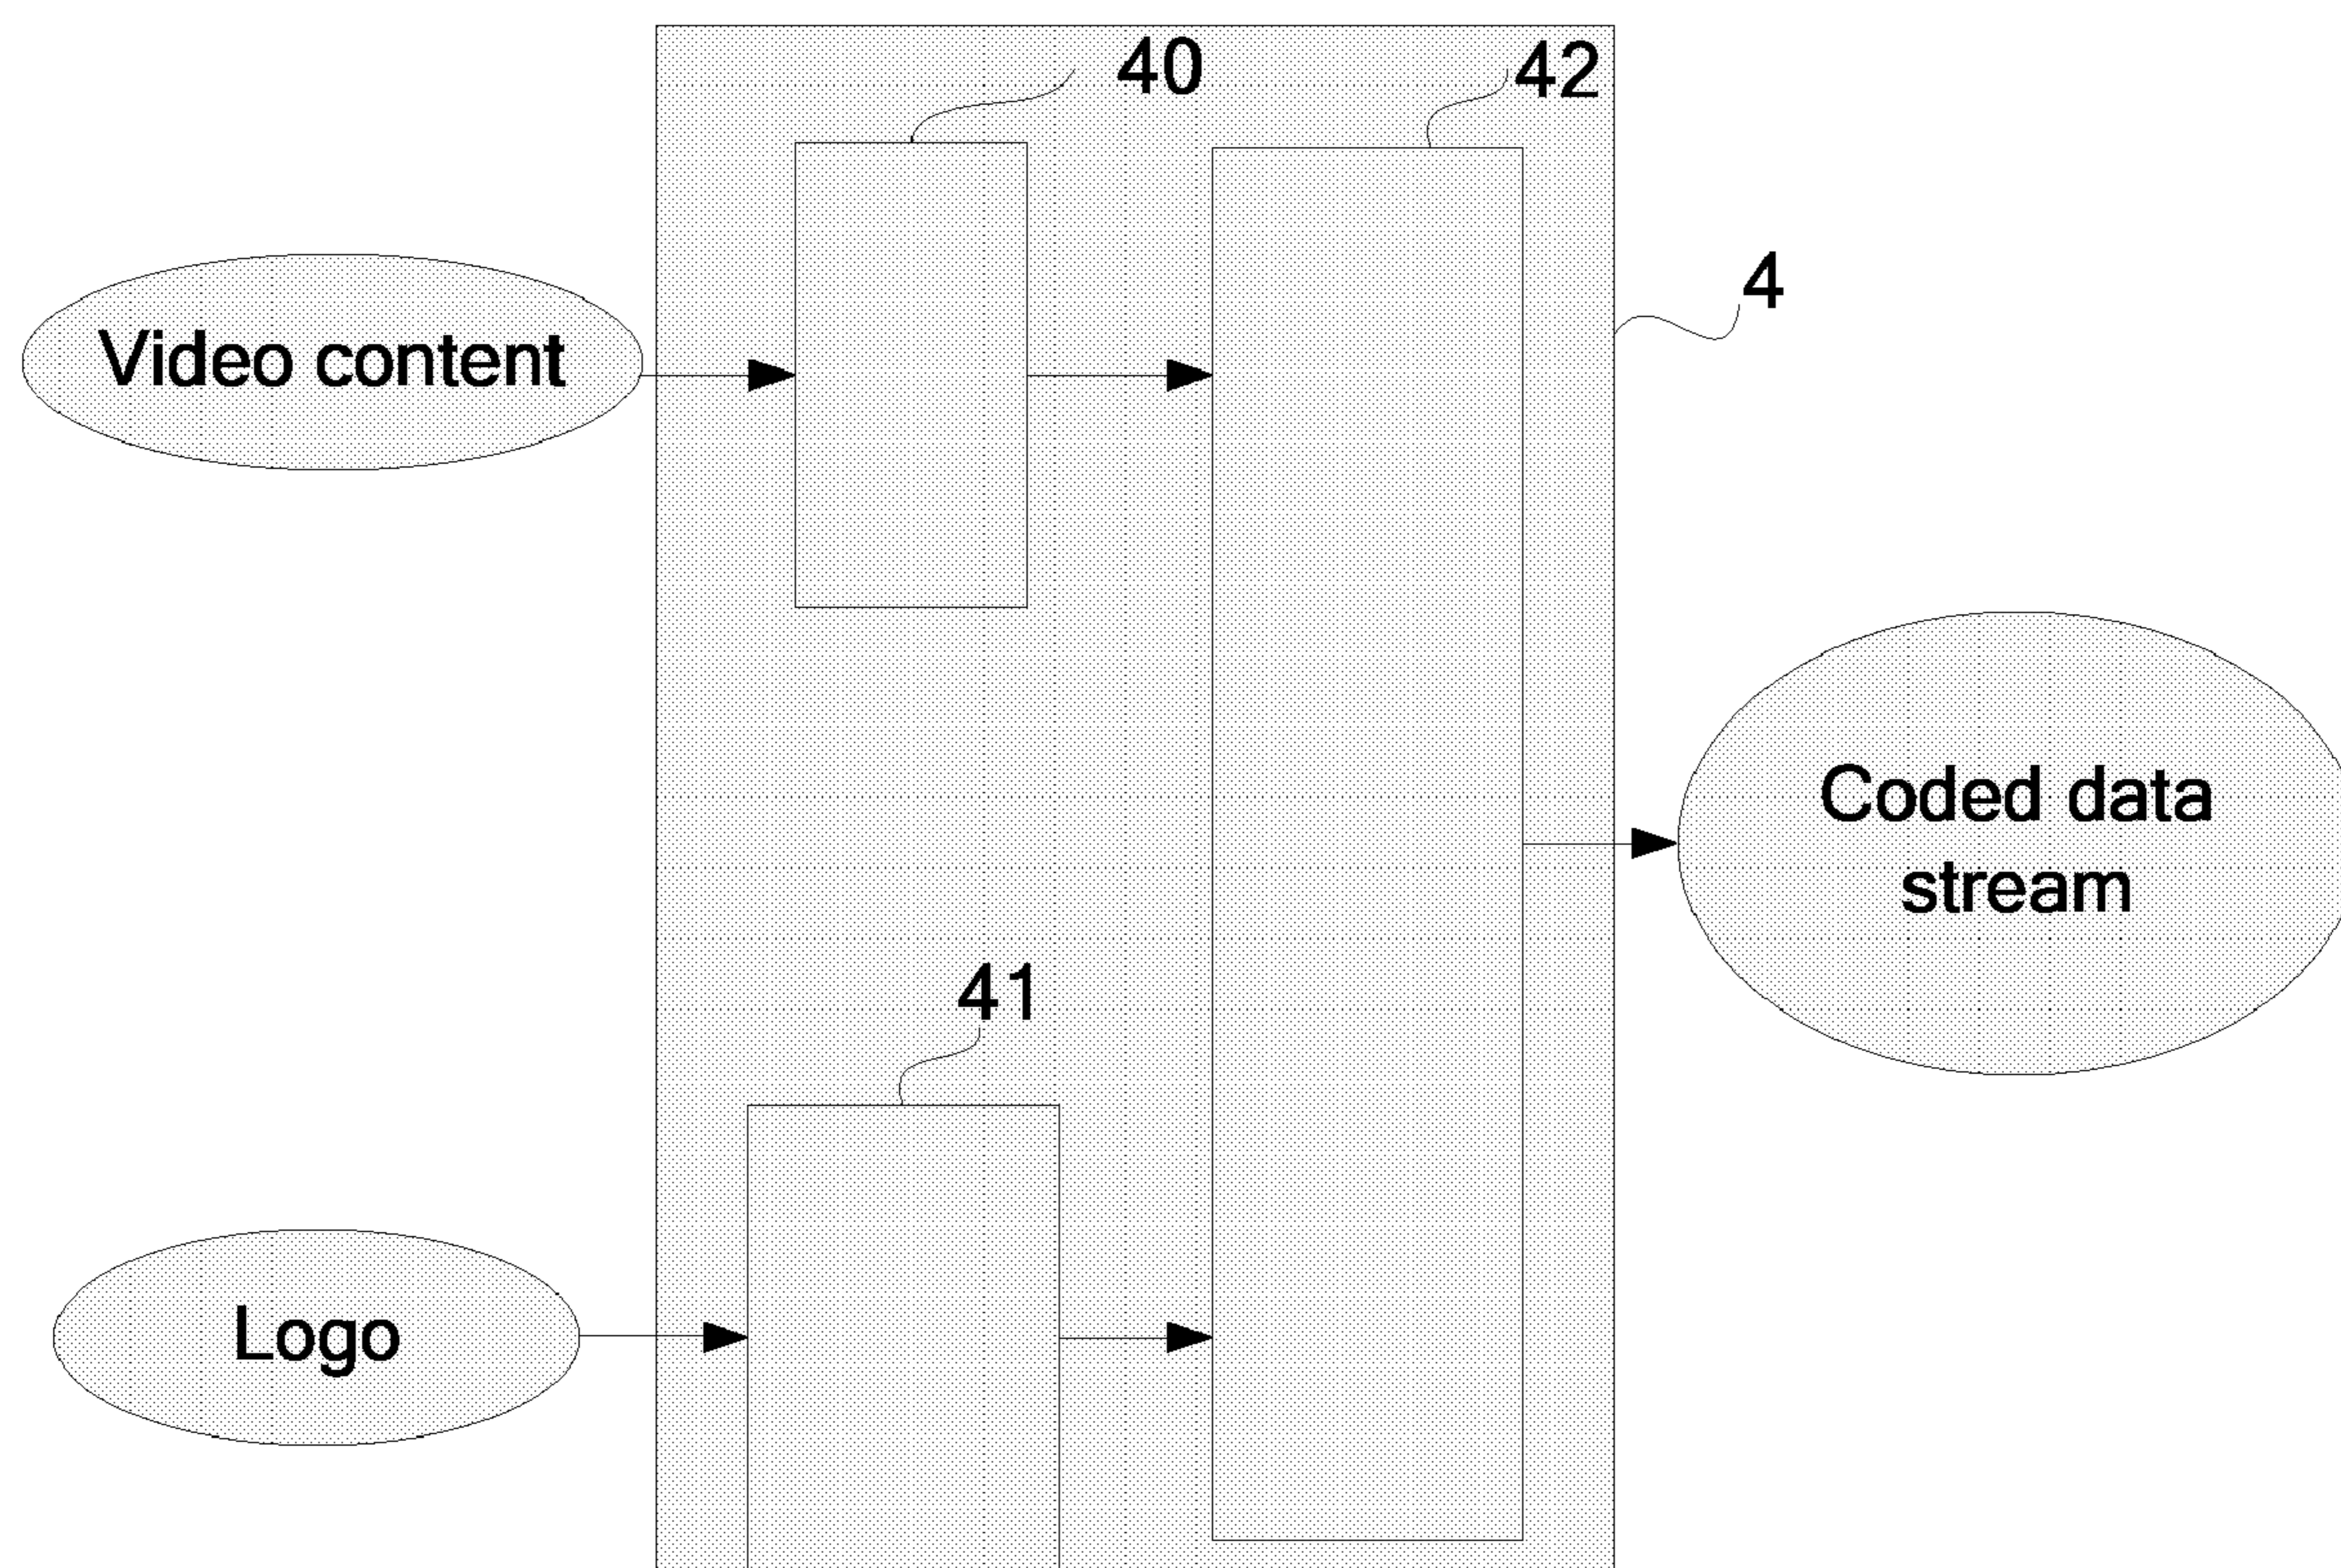 40
42
4
Video content
Coded data
stream
41
Logo